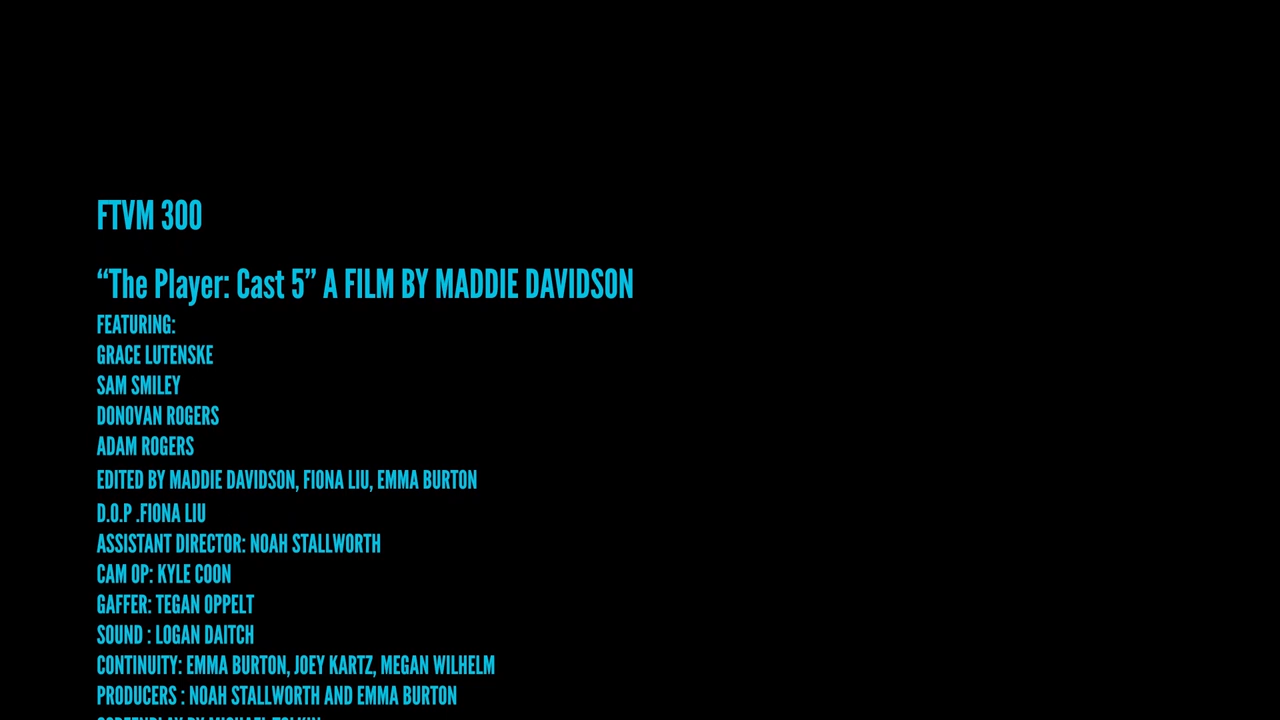 FTVM 300
“The Player: Cast 5” A FILM BY MADDIE DAVIDSON
FEATURING:
GRACE LUTENSKE
SAM SMILEY
DONOVAN ROGERS
ADAM ROGERS
EDITED BY MADDIE DAVIDSON, FIONA LIU, EMMA BURTON
D.O.P .FIONA LIU
ASSISTANT DIRECTOR: NOAH STALLWORTH
CAM OP: KYLE COON
GAFFER: TEGAN OPPELT
SOUND : LOGAN DAITCH
CONTINUITY: EMMA BURTON, JOEY KARTZ, MEGAN WILHELM
PRODUCERS : NOAH STALLWORTH AND EMMA BURTON